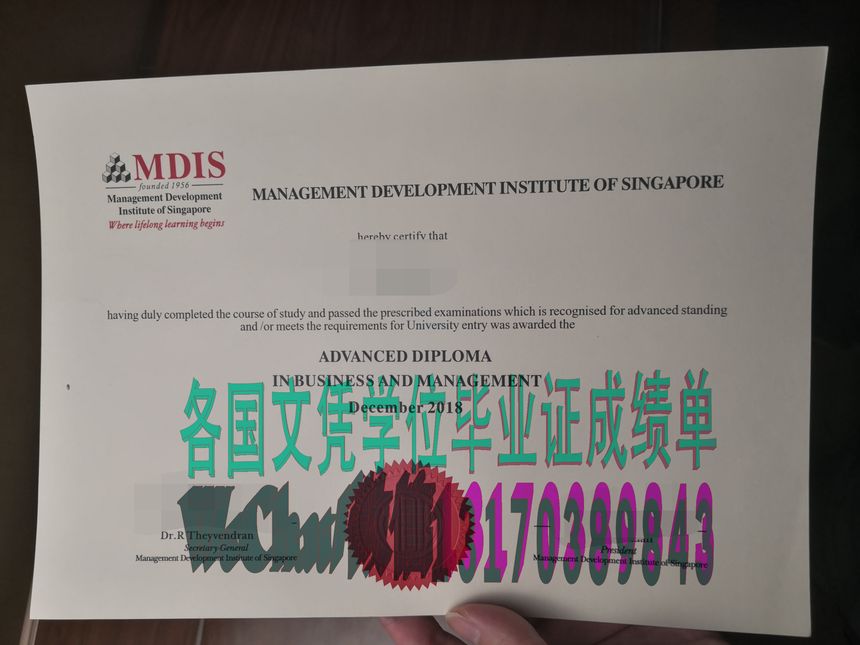 MDIS
founded 1956
Management Development
Institute of Singapore
Where lifelong learning begins
MANAGEMENT DEVELOPMENT INSTITUTE OF SINGAPORE
hereby certify that
having duly completed the course of study and passed the prescribed examinations which is recognised for advanced standing
and /or meets the requirements for University entry was awarded the
ADVANCED DIPLOMA
IN BUSINESS AND MANAGEMENT
December 2018
各国文凭学位毕业证成绩单
WeChat
13170389843
Dr.R Theyvendran
Secretary-General
Management Development Institute of Singapore
President
Management Development Institute of Singapore